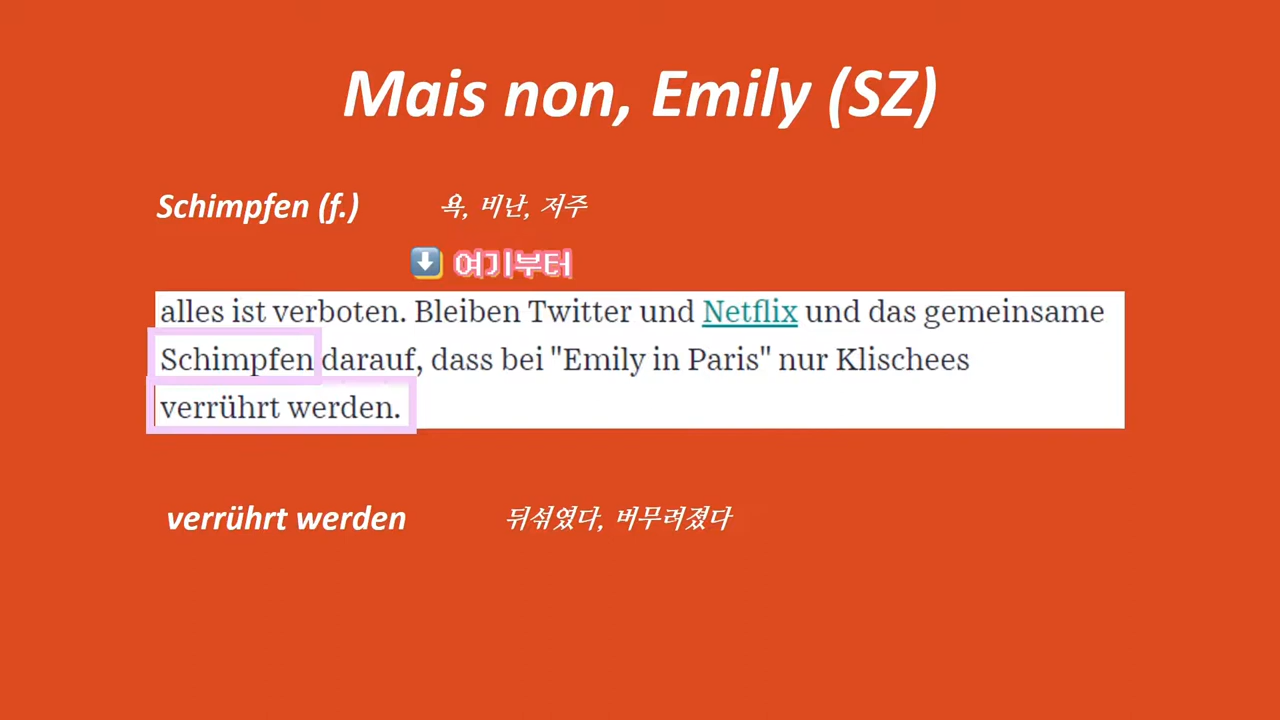 Mais non, Emily (SZ)
Schimpfen (f.) 욕, 비난, 저주
⬇ 여기부터
alles ist verboten. Bleiben Twitter und Netflix und das gemeinsame
Schimpfen darauf, dass bei "Emily in Paris" nur Klischees
verrührt werden.
verrührt werden 뒤섞였다, 버무려졌다